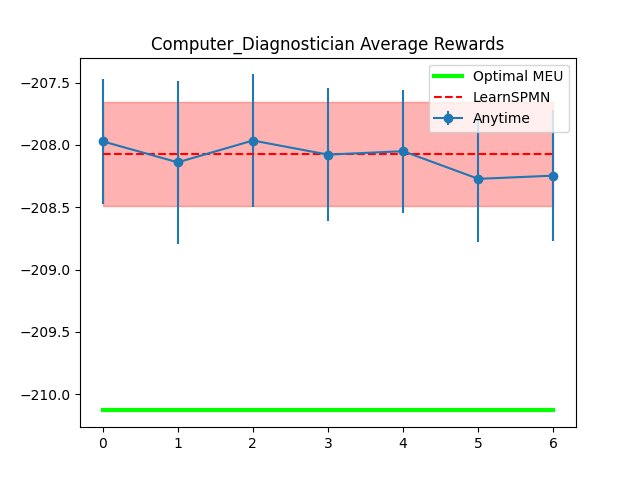 Computer_Diagnostician Average Rewards
Optimal MEU
LearnSPMN
Anytime
−207.5
−208.0
−208.5
−209.0
−209.5
−210.0
0 1 2 3 4 5 6